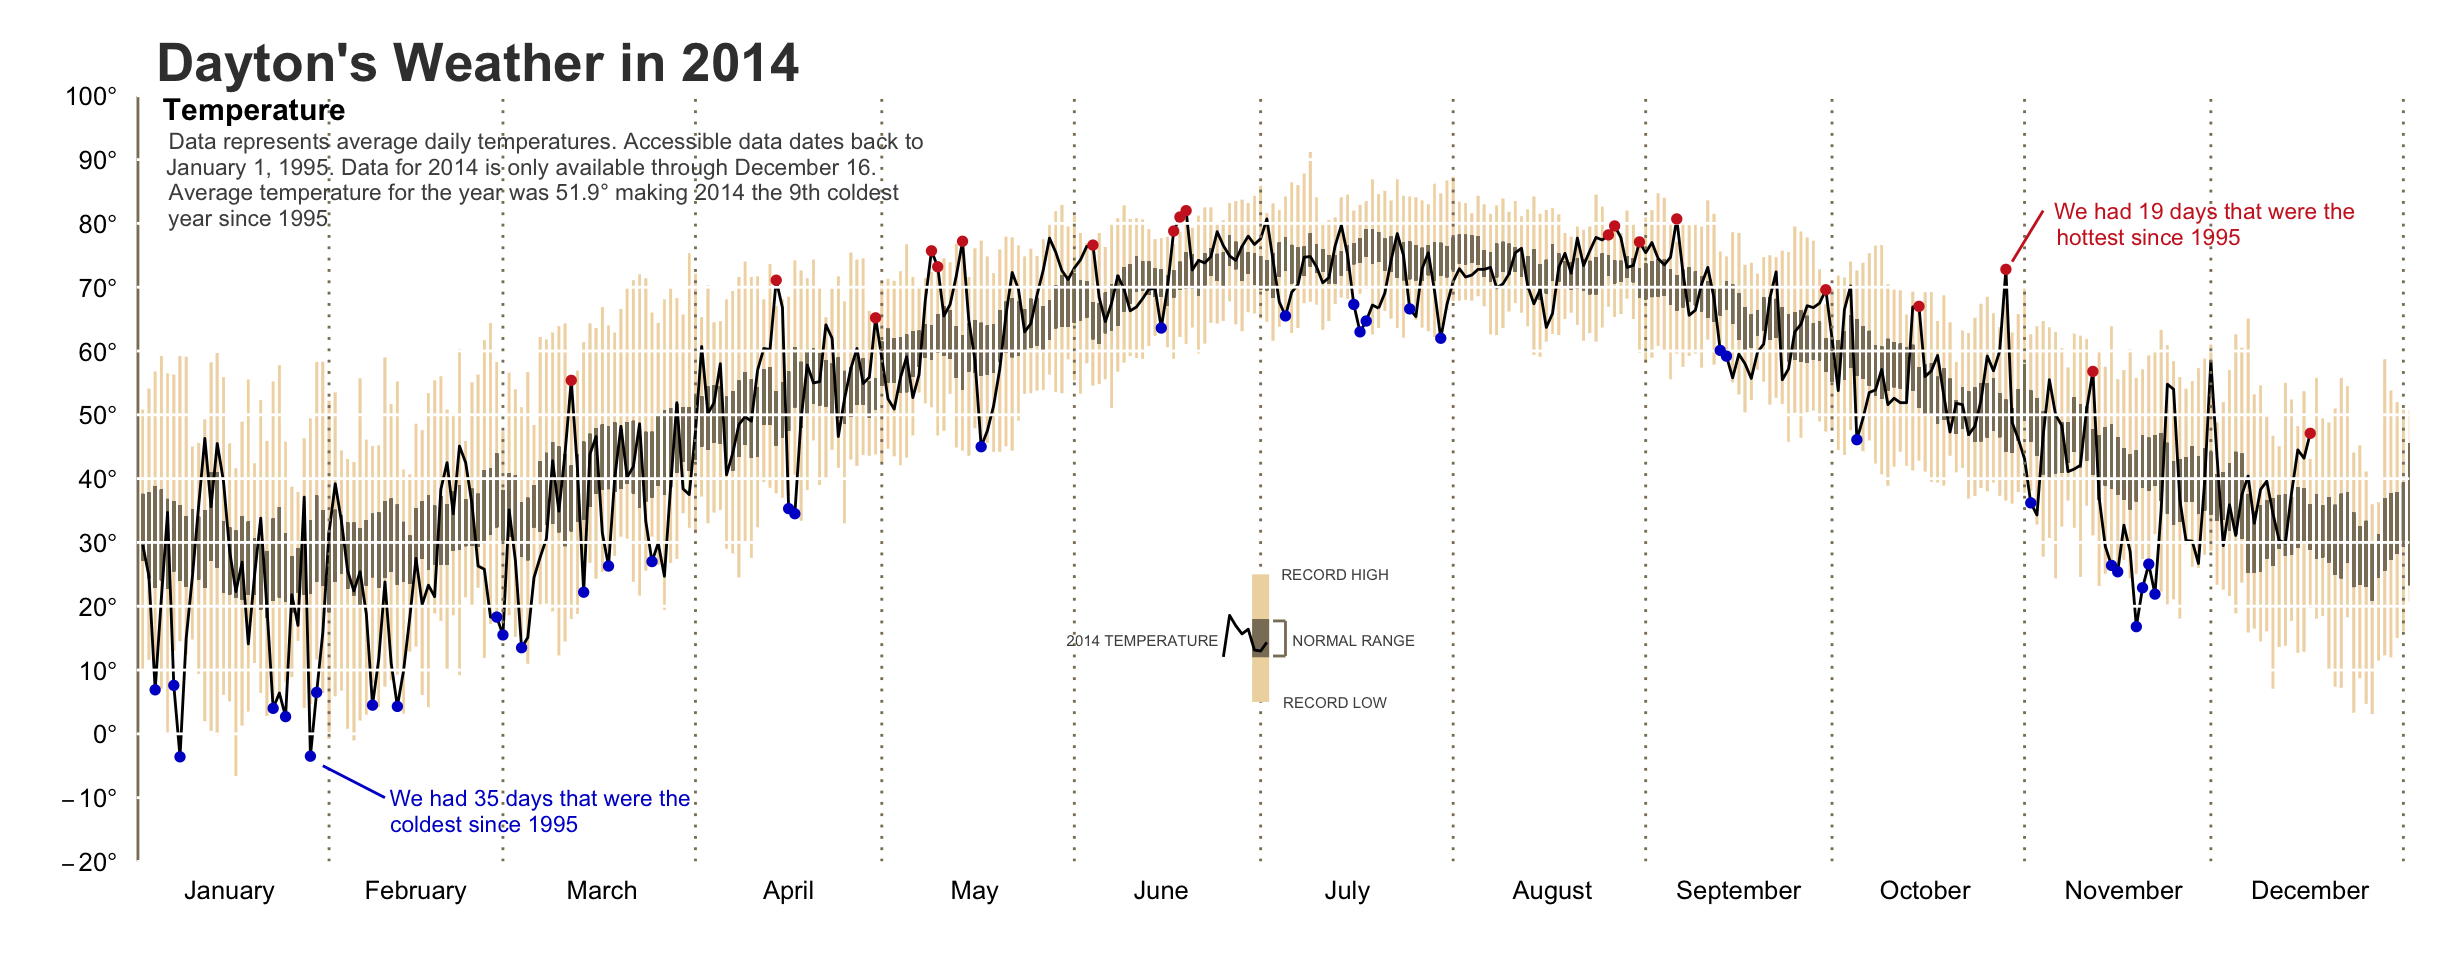 Dayton's Weather in 2014
Temperature
Data represents average daily temperatures. Accessible data dates back to
January 1, 1995. Data for 2014 is only available through December 16.
Average temperature for the year was 51.9° making 2014 the 9th coldest
year since 1995
100°
90°
80°
70°
60°
50°
40°
30°
20°
10°
0°
−10°
−20°
We had 19 days that were the
hottest since 1995
RECORD HIGH
2014 TEMPERATURE
NORMAL RANGE
RECORD LOW
We had 35 days that were the
coldest since 1995
January
February
March
April
May
June
July
August
September
October
November
December